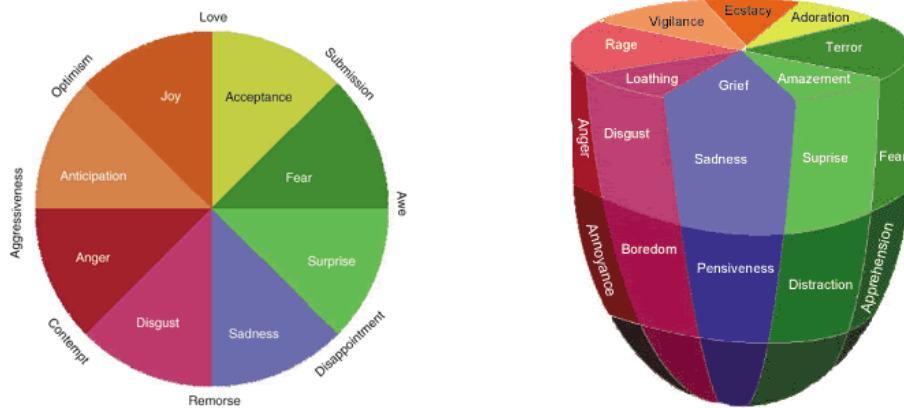 Love
Optimism
Submission
Joy
Acceptance
Anticipation
Fear
Aggressiveness
Awe
Anger
Surprise
Disgust
Sadness
Contempt
Disappointment
Remorse
Ecstacy
Vigilance
Adoration
Rage
Terror
Loathing
Grief
Amazement
Anger
Disgust
Sadness
Suprise
Fear
Annoyance
Boredom
Pensiveness
Distraction
Apprehension